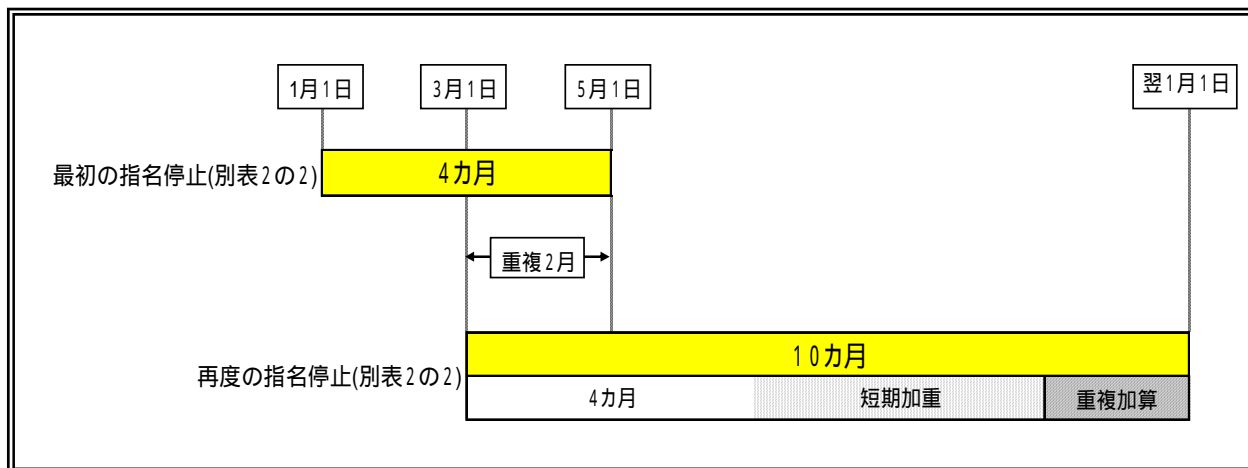 1月1日
3月1日
5月1日
翌1月1日
最初の指名停止(別表2の2)
4カ月
重複2月
再度の指名停止(別表2の2)
10カ月
4カ月
短期加重
重複加算